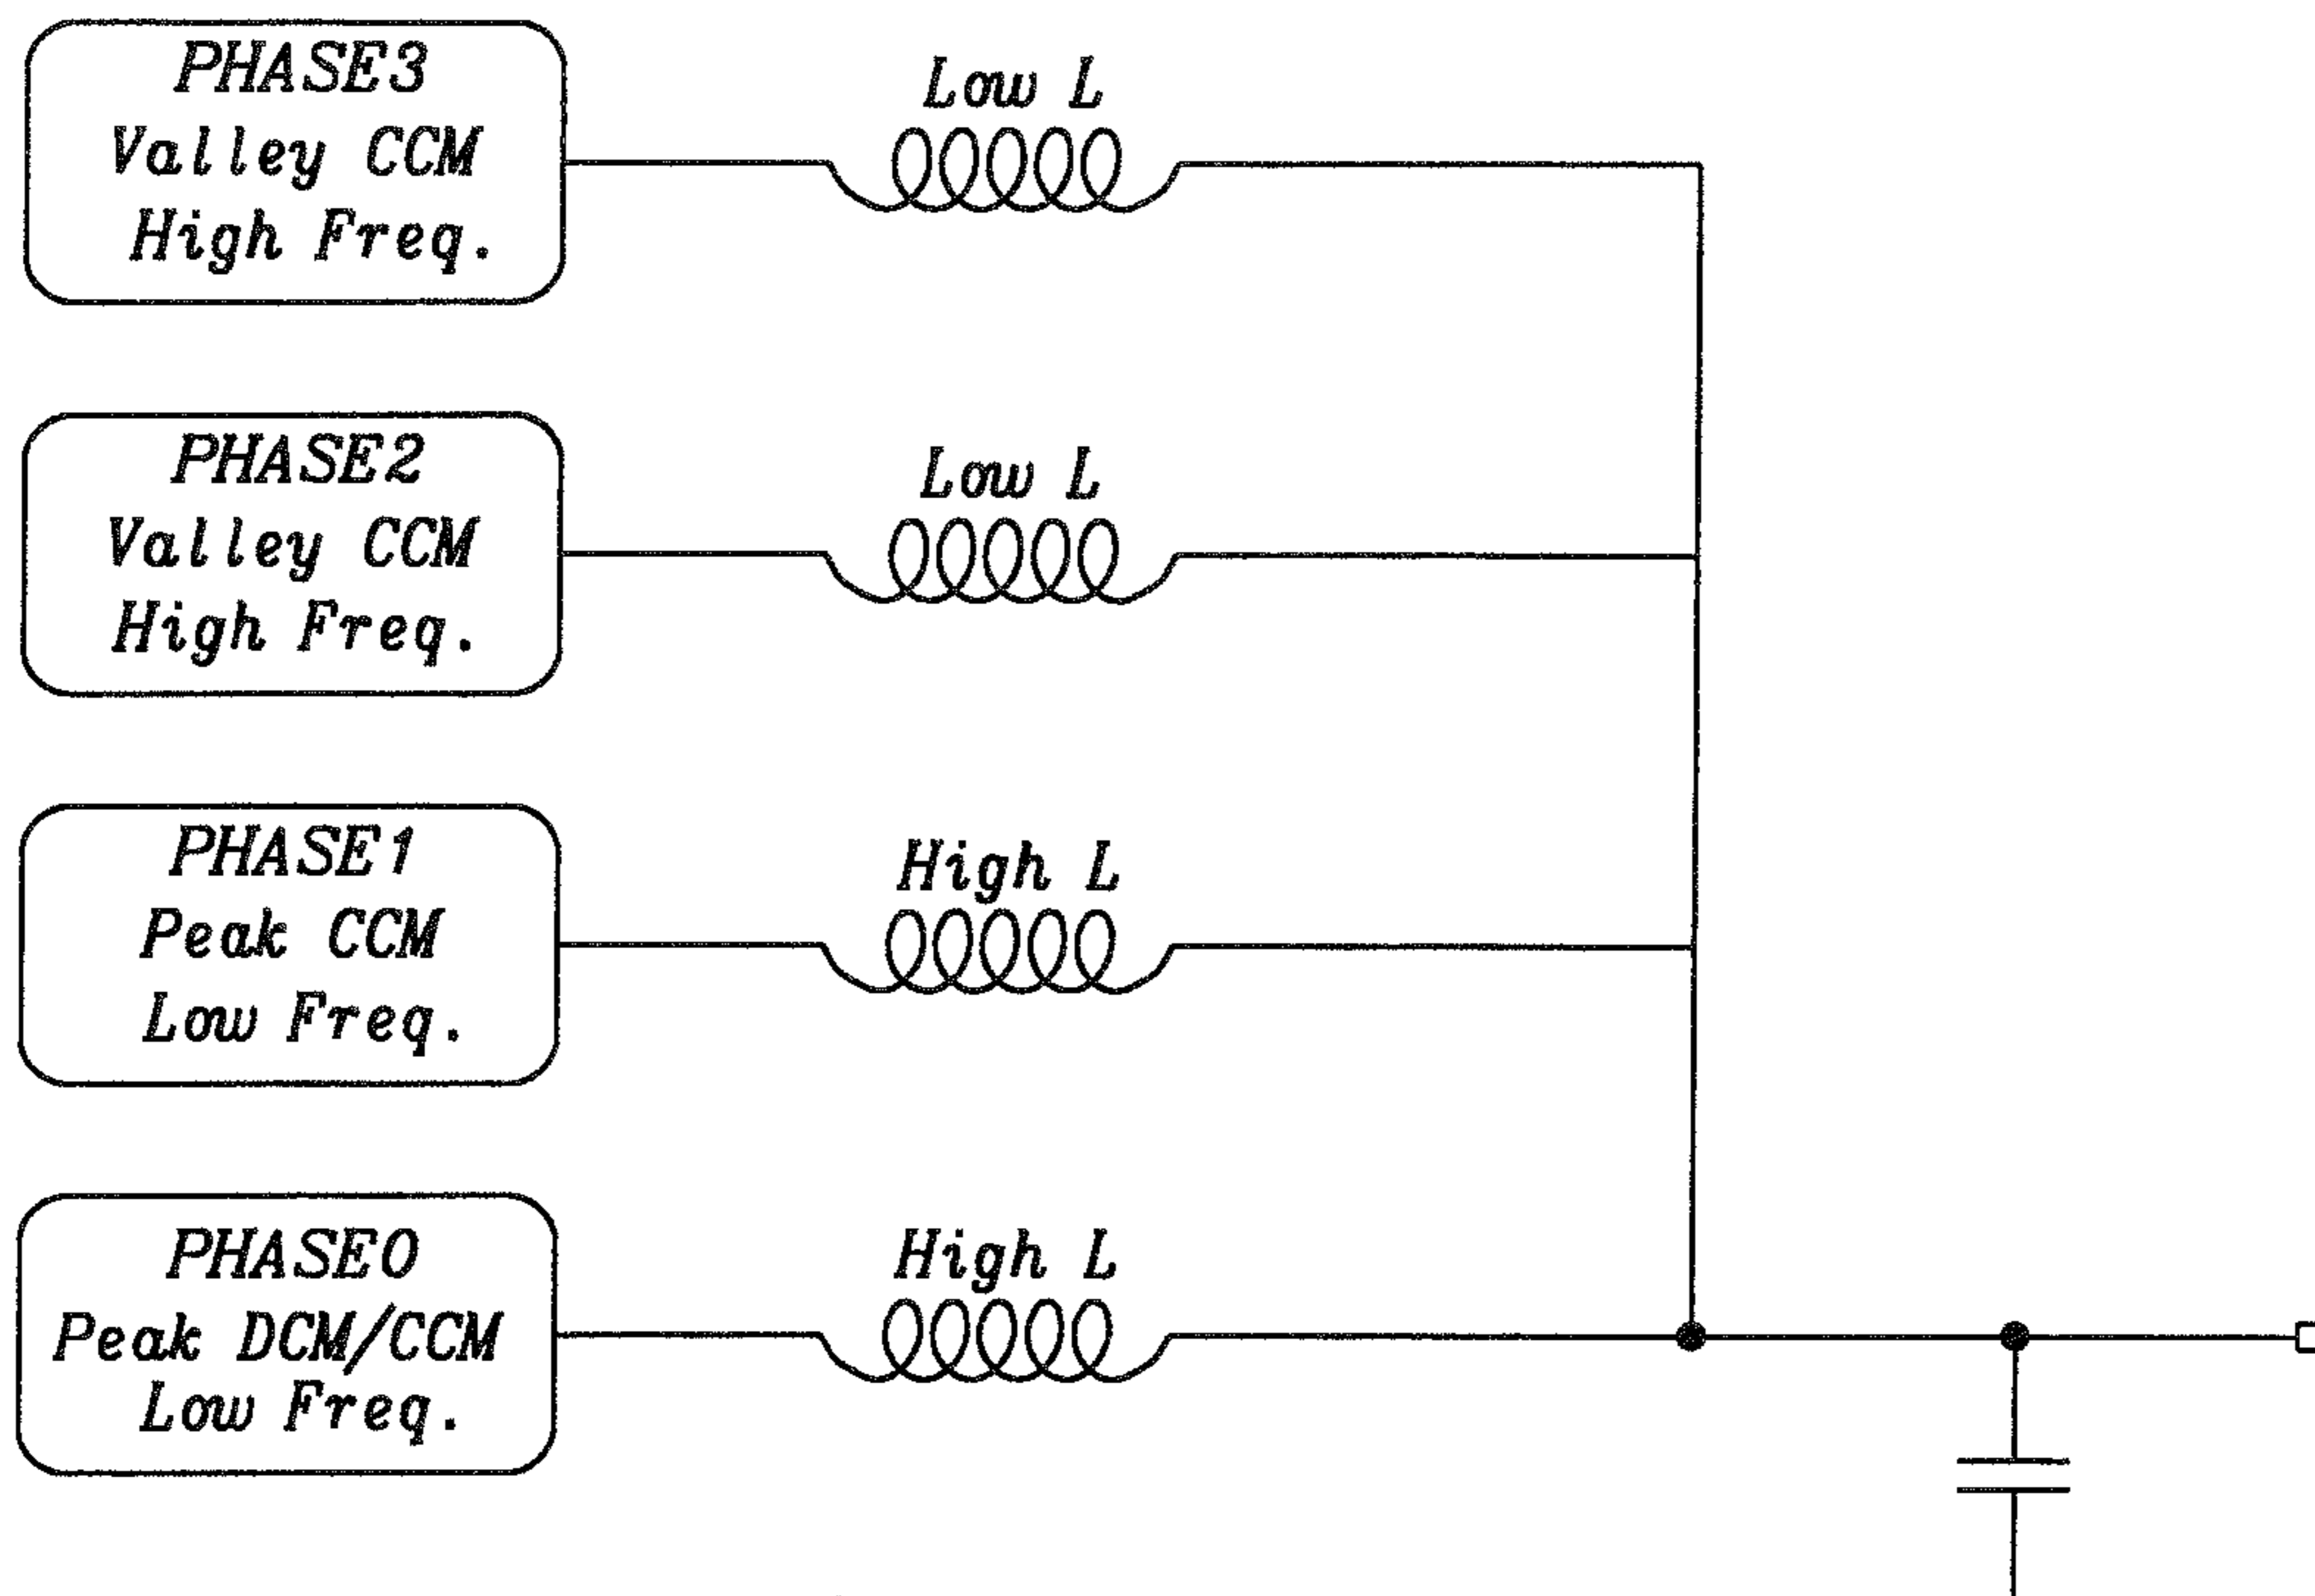 PHASE3
Valley CCM
High Freq.
Low L
PHASE2
Valley CCM
High Freq.
Low L
PHASE1
Peak CCM
Low Freq.
High L
PHASE0
Peak DCM/CCM
Low Freq.
High L